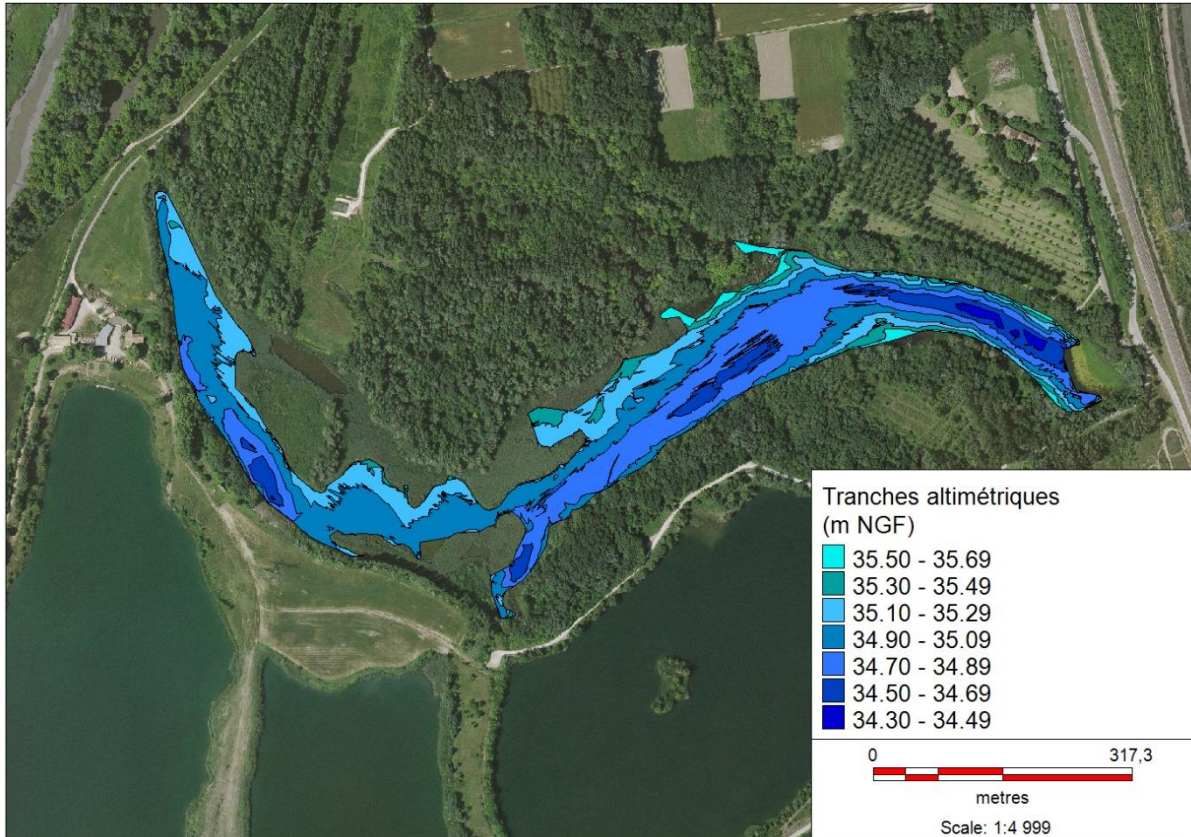 Tranches altimétriques
(m NGF)
35.50 - 35.69
35.30 - 35.49
35.10 - 35.29
34.90 - 35.09
34.70 - 34.89
34.50 - 34.69
34.30 - 34.49
0 317,3
metres
Scale: 1:4 999